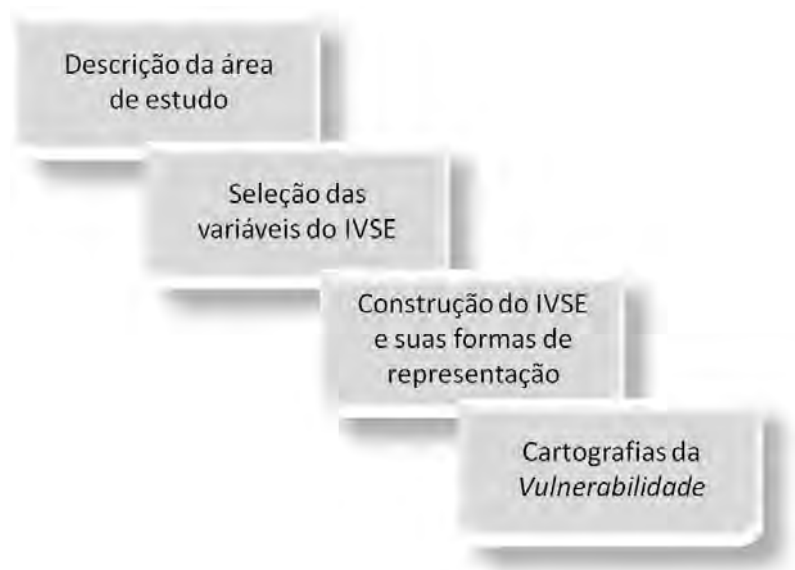 Descrição da área
de estudo
Seleção das
variáveis do IVSE
Construção do IVSE
e suas formas de
representação
Cartografias da
Vulnerabilidade